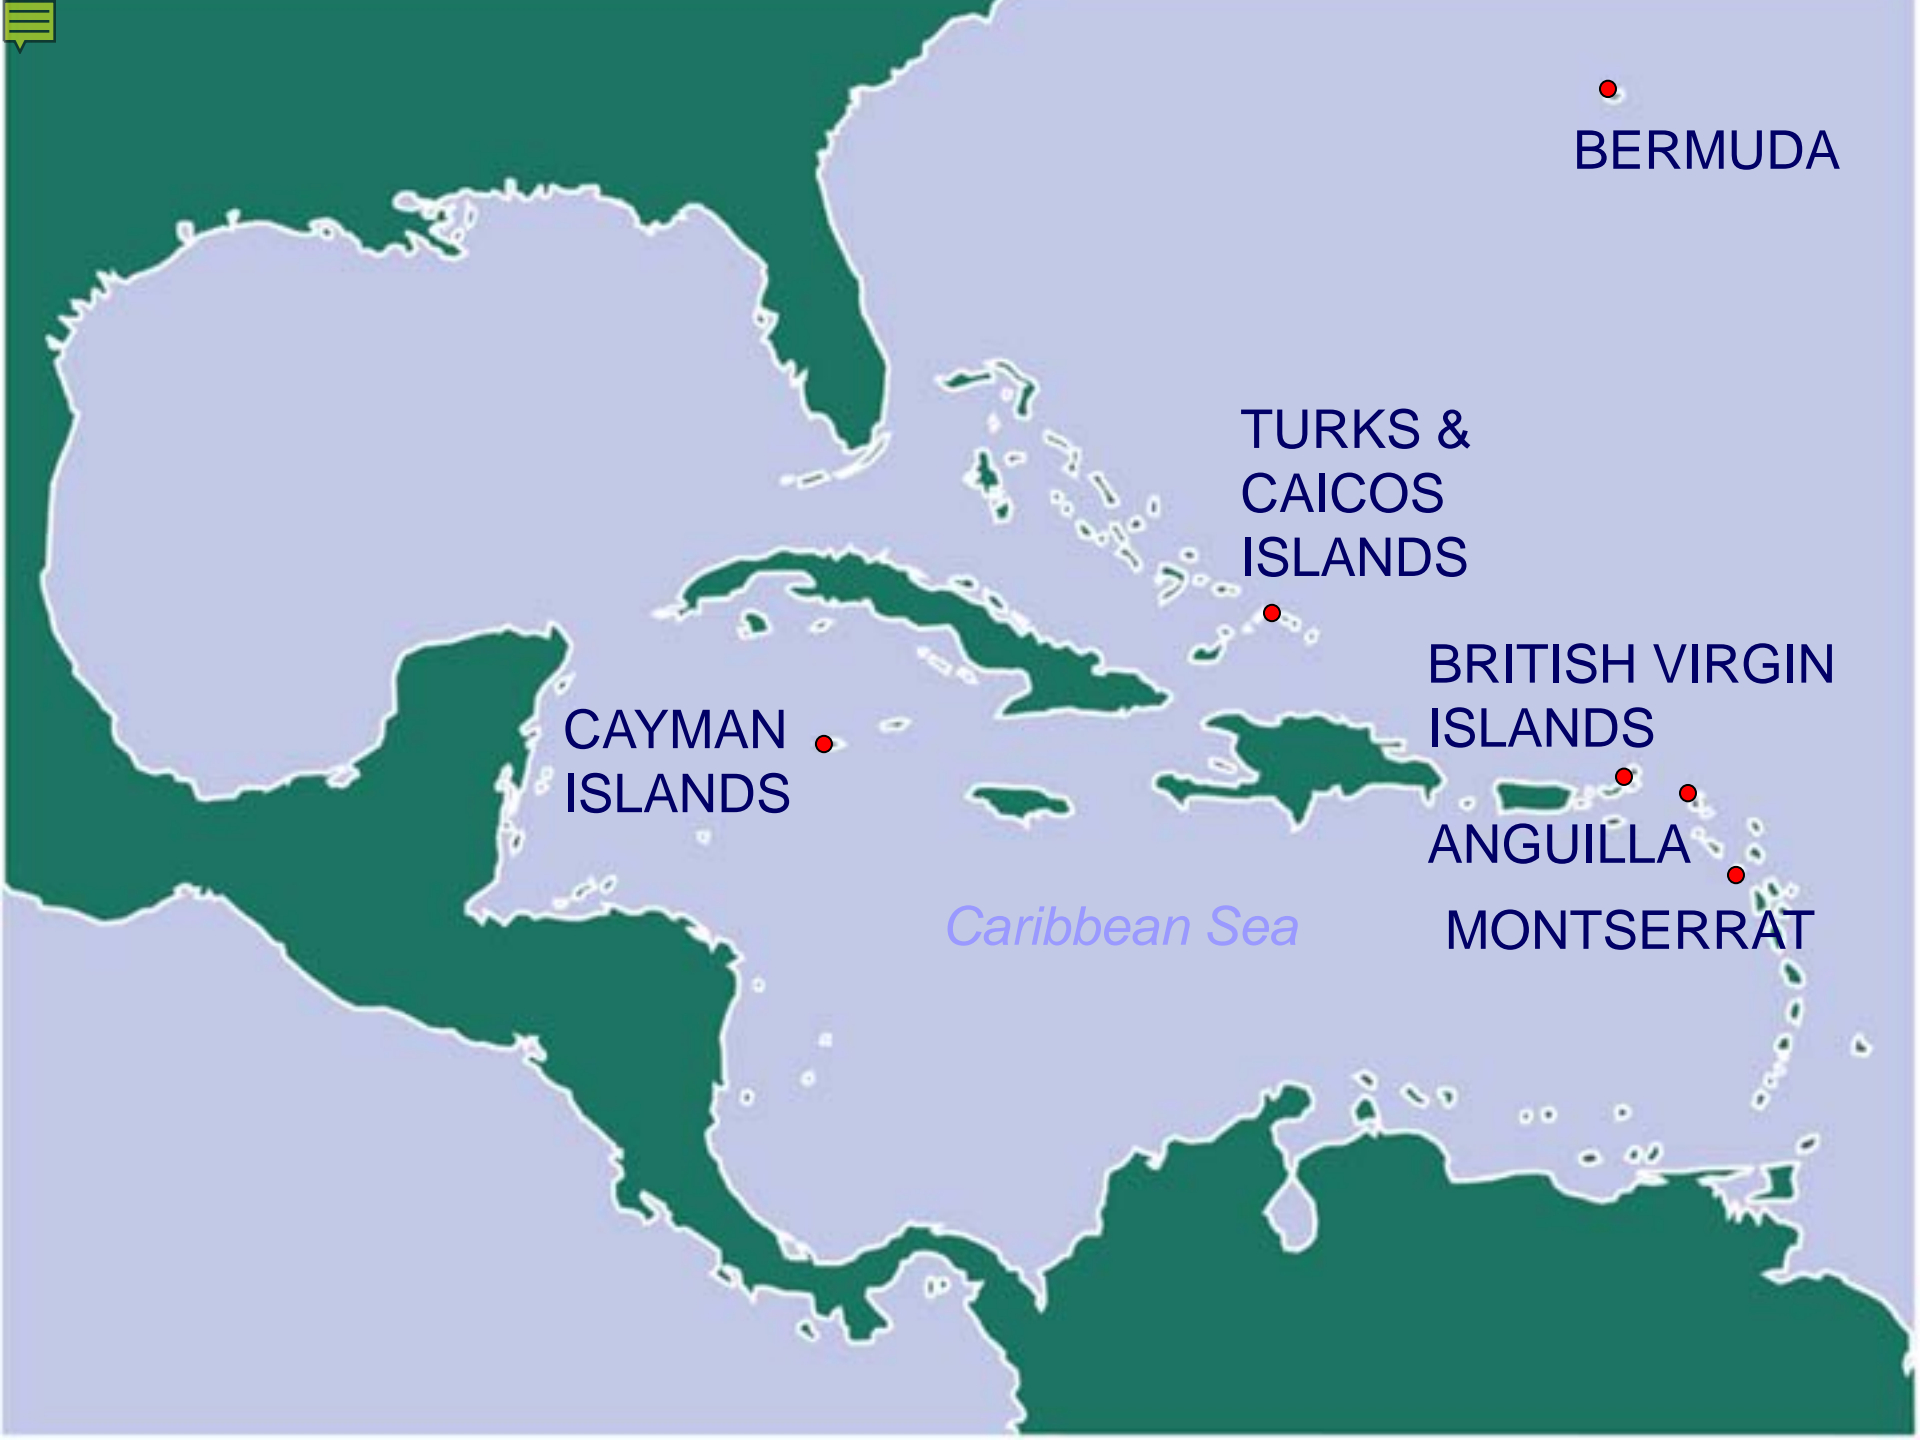 BERMUDA
TURKS &
CAICOS
ISLANDS
BRITISH VIRGIN
ISLANDS
CAYMAN
ISLANDS
ANGUILLA
Caribbean Sea
MONTSERRAT